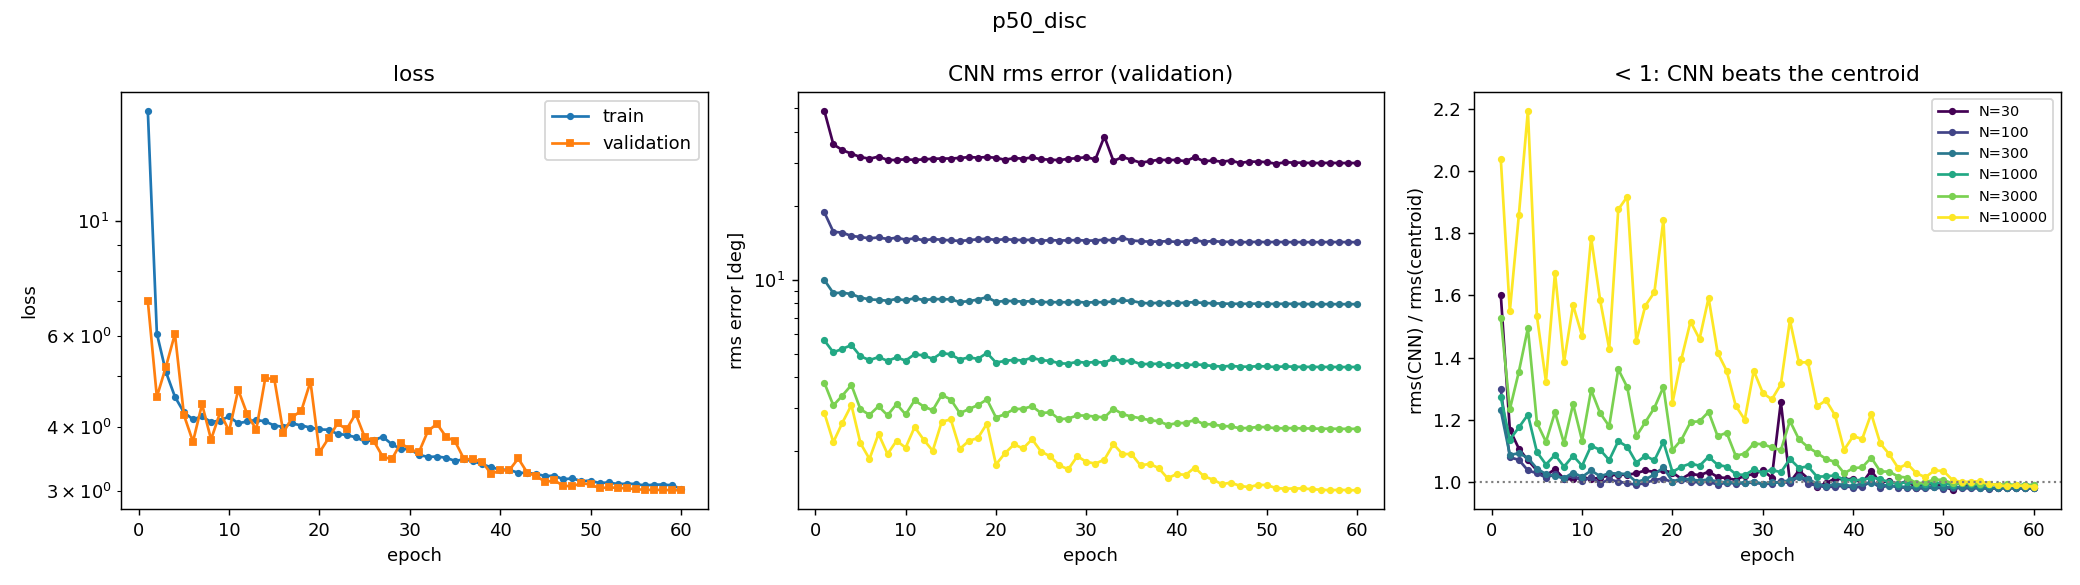 p50_disc
loss
train
validation
10¹
6 × 10⁰
4 × 10⁰
3 × 10⁰
loss
0 10 20 30 40 50 60
epoch
CNN rms error (validation)
10¹
rms error [deg]
0 10 20 30 40 50 60
epoch
< 1: CNN beats the centroid
N=30
N=100
N=300
N=1000
N=3000
N=10000
2.2
2.0
1.8
1.6
1.4
1.2
1.0
rms(CNN) / rms(centroid)
0 10 20 30 40 50 60
epoch